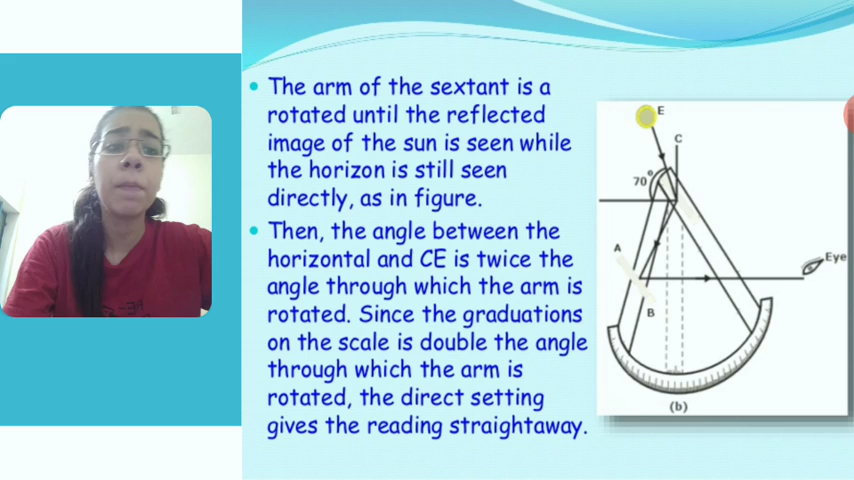 The arm of the sextant is a
rotated until the reflected
image of the sun is seen while
the horizon is still seen
directly, as in figure.
Then, the angle between the
horizontal and CE is twice the
angle through which the arm is
rotated. Since the graduations
on the scale is double the angle
through which the arm is
rotated, the direct setting
gives the reading straightaway.
E
C
70°
A
Eye
B
(b)